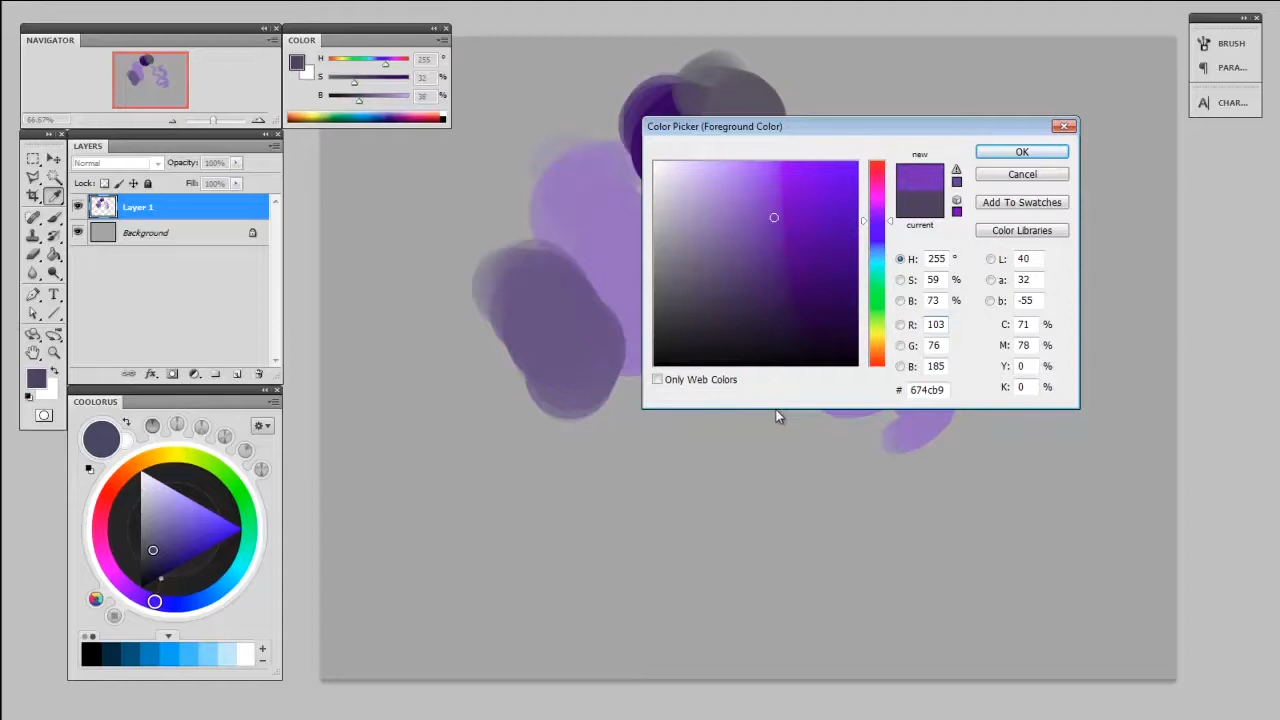 NAVIGATOR
66.67%
COLOR
H 255 °
S 32 %
B 38 %
BRUSH
PARA...
CHAR...
LAYERS
Normal Opacity: 100%
Lock: Fill: 100%
Layer 1
Background
COOLORUS
Color Picker (Foreground Color)
new
current
OK
Cancel
Add To Swatches
Color Libraries
H: 255 °
S: 59 %
B: 73 %
R: 103
G: 76
B: 185
# 674cb9
L: 40
a: 32
b: -55
C: 71 %
M: 78 %
Y: 0 %
K: 0 %
Only Web Colors